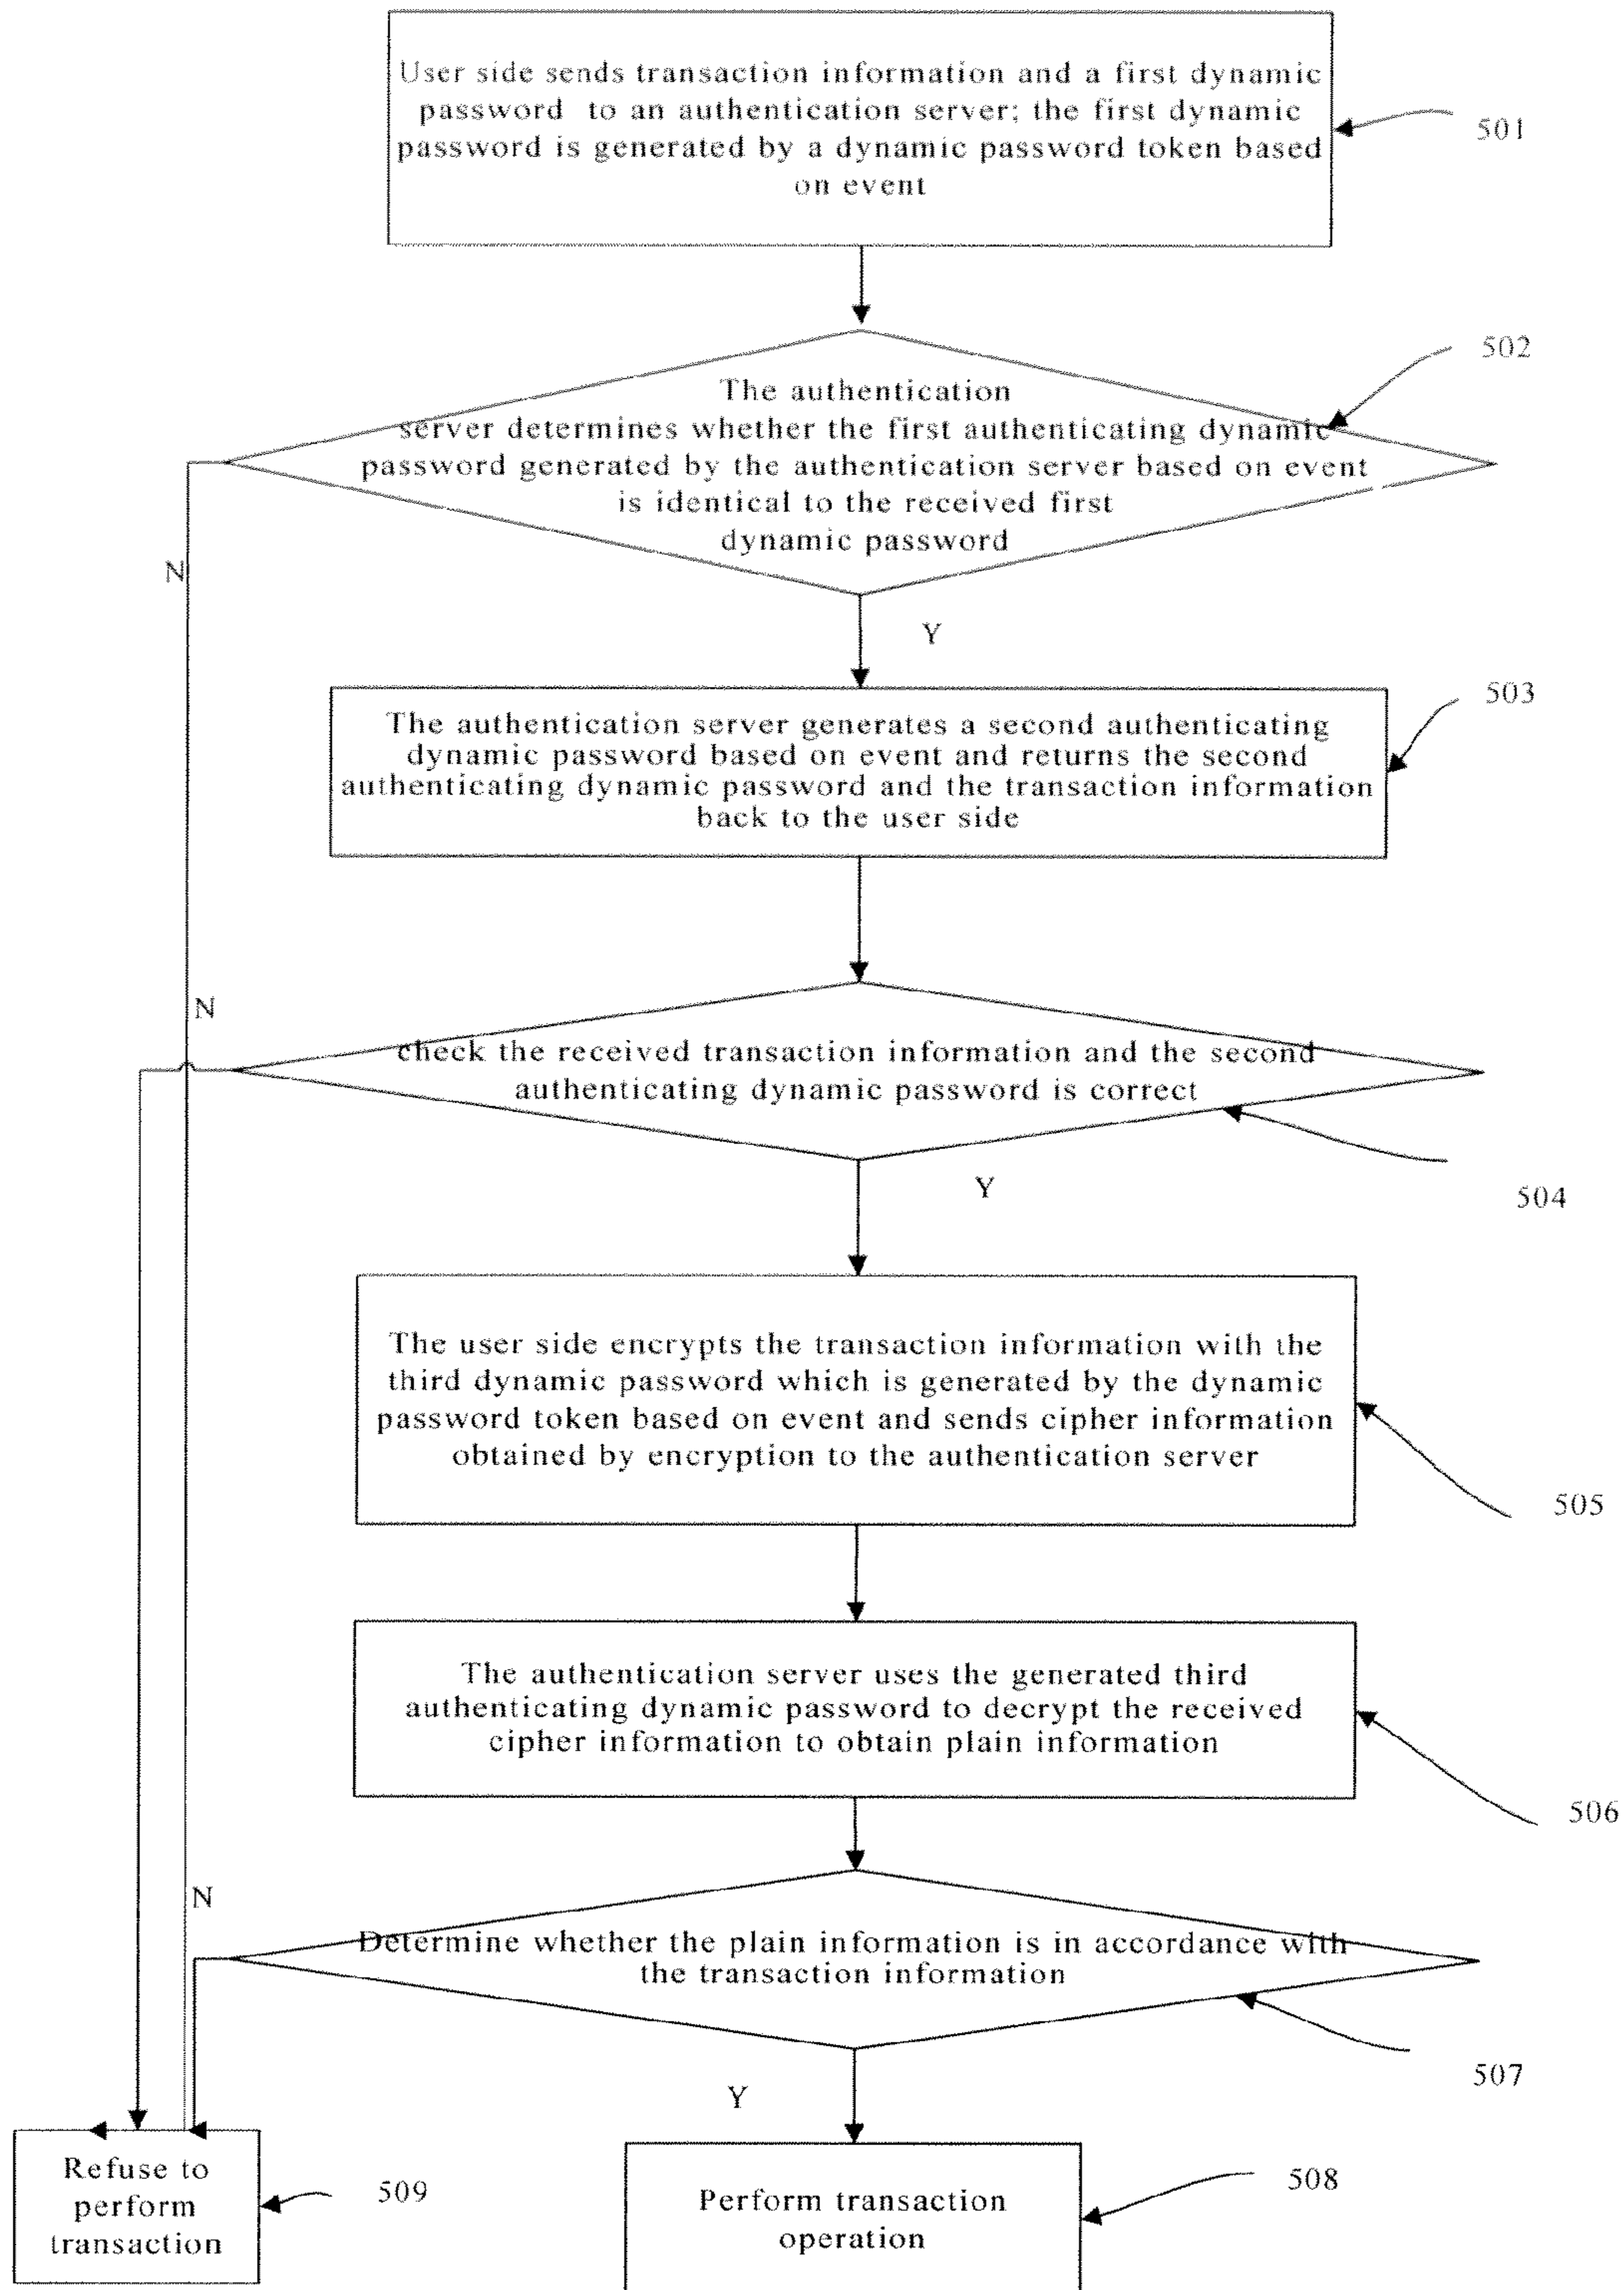 User side sends transaction information and a first dynamic
password to an authentication server; the first dynamic
password is generated by a dynamic password token based
on event
501
502
The authentication
server determines whether the first authenticating dynamic
password generated by the authentication server based on event
is identical to the received first
dynamic password
N
Y
503
The authentication server generates a second authenticating
dynamic password based on event and returns the second
authenticating dynamic password and the transaction information
back to the user side
N
check the received transaction information and the second
authenticating dynamic password is correct
Y
504
The user side encrypts the transaction information with the
third dynamic password which is generated by the dynamic
password token based on event and sends cipher information
obtained by encryption to the authentication server
505
The authentication server uses the generated third
authenticating dynamic password to decrypt the received
cipher information to obtain plain information
506
N
Determine whether the plain information is in accordance with
the transaction information
507
Y
Refuse to
perform
transaction
509
Perform transaction
operation
508